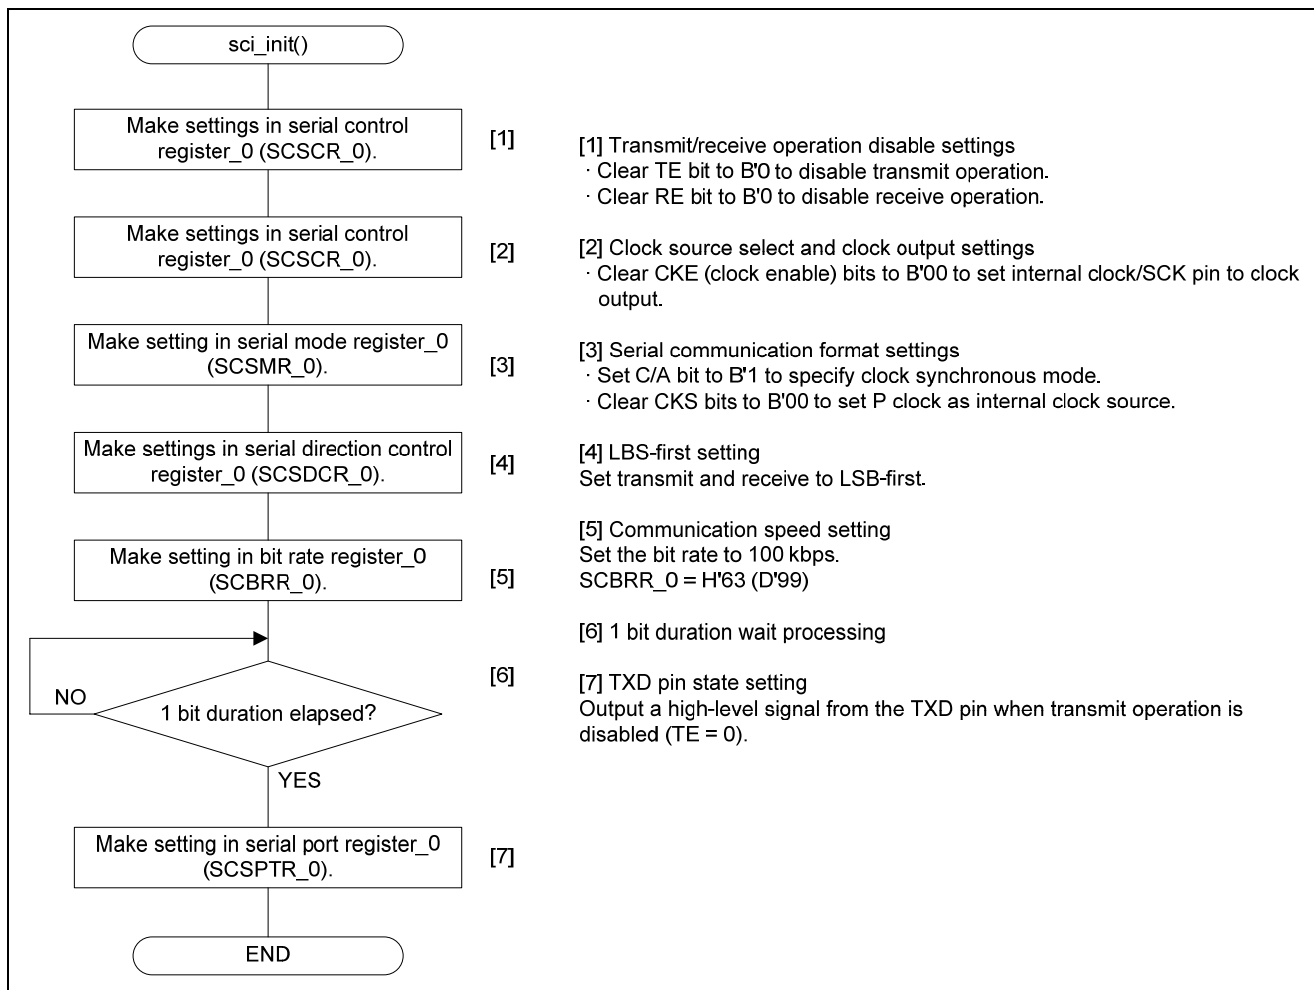 sci_init()
Make settings in serial control
register_0 (SCSCR_0).
[1]
Make settings in serial control
register_0 (SCSCR_0).
[2]
Make setting in serial mode register_0
(SCSMR_0).
[3]
Make settings in serial direction control
register_0 (SCSDCR_0).
[4]
Make setting in bit rate register_0
(SCBRR_0).
[5]
1 bit duration elapsed?
[6]
NO
YES
Make setting in serial port register_0
(SCSPTR_0).
[7]
END
[1] Transmit/receive operation disable settings
· Clear TE bit to B'0 to disable transmit operation.
· Clear RE bit to B'0 to disable receive operation.
[2] Clock source select and clock output settings
· Clear CKE (clock enable) bits to B'00 to set internal clock/SCK pin to clock
output.
[3] Serial communication format settings
· Set C/A bit to B'1 to specify clock synchronous mode.
· Clear CKS bits to B'00 to set P clock as internal clock source.
[4] LBS-first setting
Set transmit and receive to LSB-first.
[5] Communication speed setting
Set the bit rate to 100 kbps.
SCBRR_0 = H'63 (D'99)
[6] 1 bit duration wait processing
[7] TXD pin state setting
Output a high-level signal from the TXD pin when transmit operation is
disabled (TE = 0).